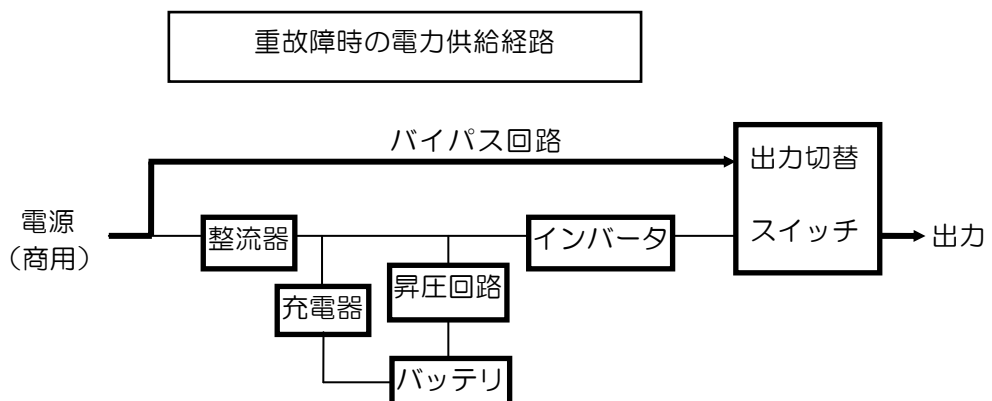 重故障時の電力供給経路
バイパス回路
出力切替
スイッチ
電源
（商用）
整流器
インバータ
出力
充電器
昇圧回路
バッテリ